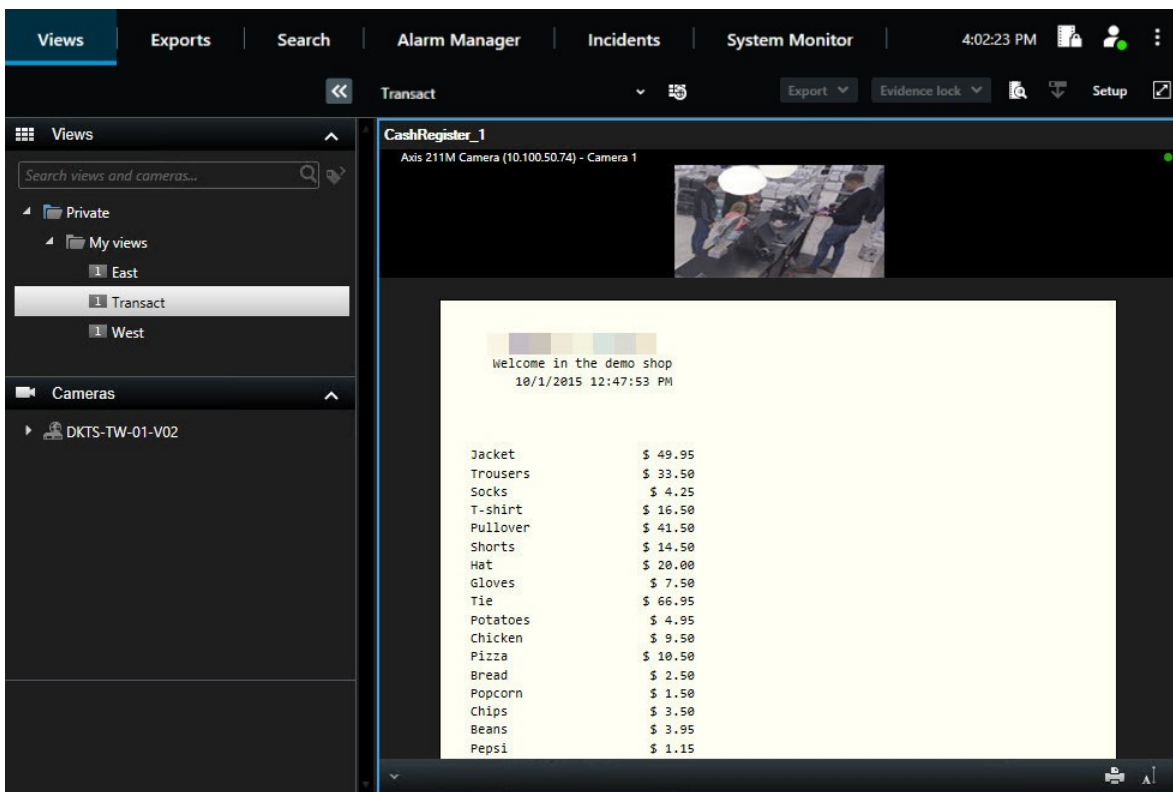 Views Exports Search Alarm Manager Incidents System Monitor 4:02:23 PM
Transact Export Evidence lock Setup
Views
Search views and cameras...
Private
My views
1 East
1 Transact
1 West
Cameras
DKTS-TW-01-V02
CashRegister_1
Axis 211M Camera (10.100.50.74) - Camera 1
Welcome in the demo shop
10/1/2015 12:47:53 PM
Jacket $ 49.95
Trousers $ 33.50
Socks $ 4.25
T-shirt $ 16.50
Pullover $ 41.50
Shorts $ 14.50
Hat $ 20.00
Gloves $ 7.50
Tie $ 66.95
Potatoes $ 4.95
Chicken $ 9.50
Pizza $ 10.50
Bread $ 2.50
Popcorn $ 1.50
Chips $ 3.50
Beans $ 3.95
Pepsi $ 1.15
A